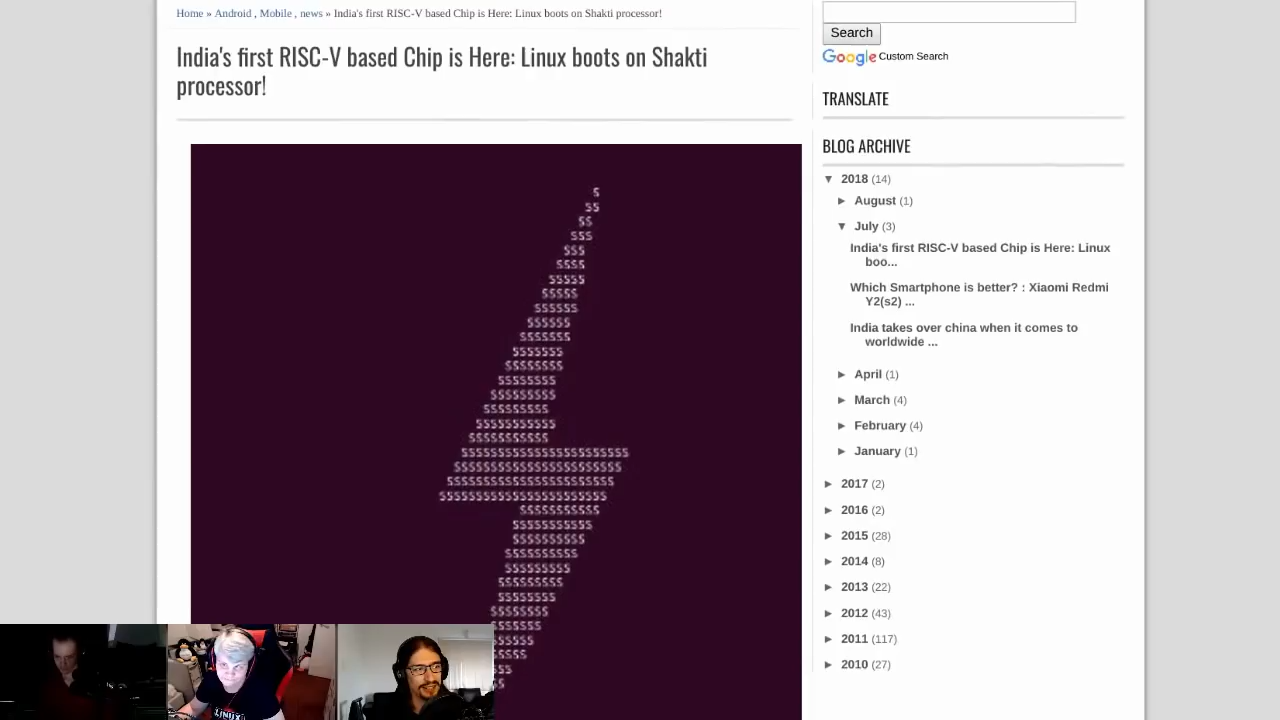 Home » Android , Mobile , news » India's first RISC-V based Chip is Here: Linux boots on Shakti processor!
India's first RISC-V based Chip is Here: Linux boots on Shakti
processor!
Search
Google Custom Search
TRANSLATE
BLOG ARCHIVE
▼ 2018 (14)
► August (1)
▼ July (3)
India's first RISC-V based Chip is Here: Linux
boo...
Which Smartphone is better? : Xiaomi Redmi
Y2(s2) ...
India takes over china when it comes to
worldwide ...
► April (1)
► March (4)
► February (4)
► January (1)
► 2017 (2)
► 2016 (2)
► 2015 (28)
► 2014 (8)
► 2013 (22)
► 2012 (43)
► 2011 (117)
► 2010 (27)
LINUX